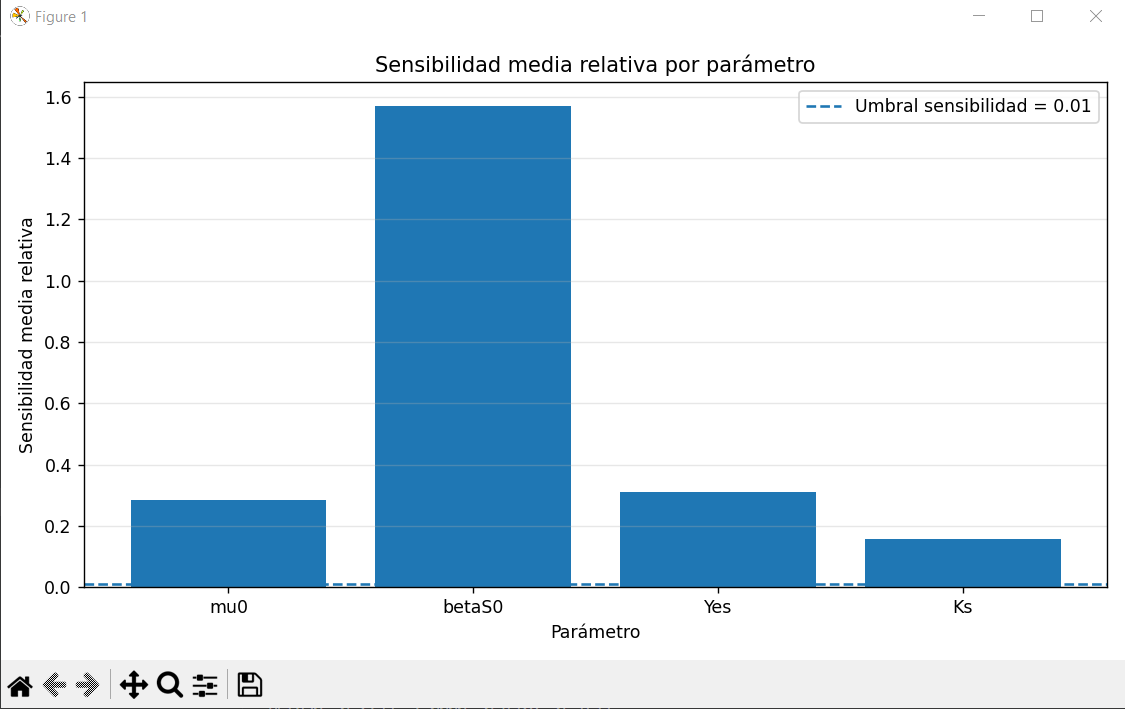 Figure 1
Sensibilidad media relativa por parámetro
Umbral sensibilidad = 0.01
Sensibilidad media relativa
1.6
1.4
1.2
1.0
0.8
0.6
0.4
0.2
0.0
mu0 betaS0 Yes Ks
Parámetro